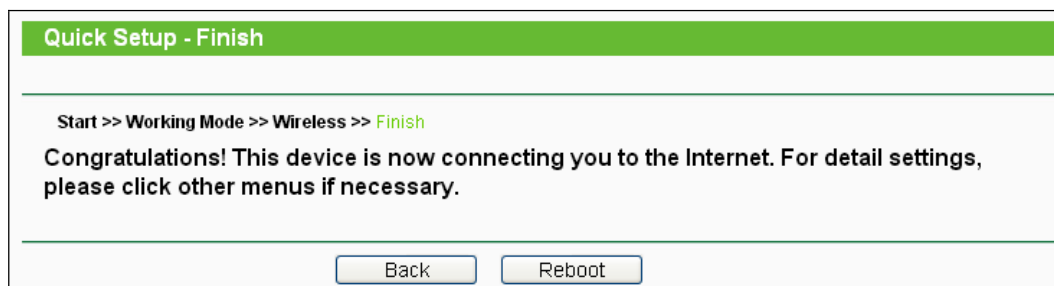 Quick Setup - Finish
Start >> Working Mode >> Wireless >> Finish
Congratulations! This device is now connecting you to the Internet. For detail settings,
please click other menus if necessary.
Back Reboot